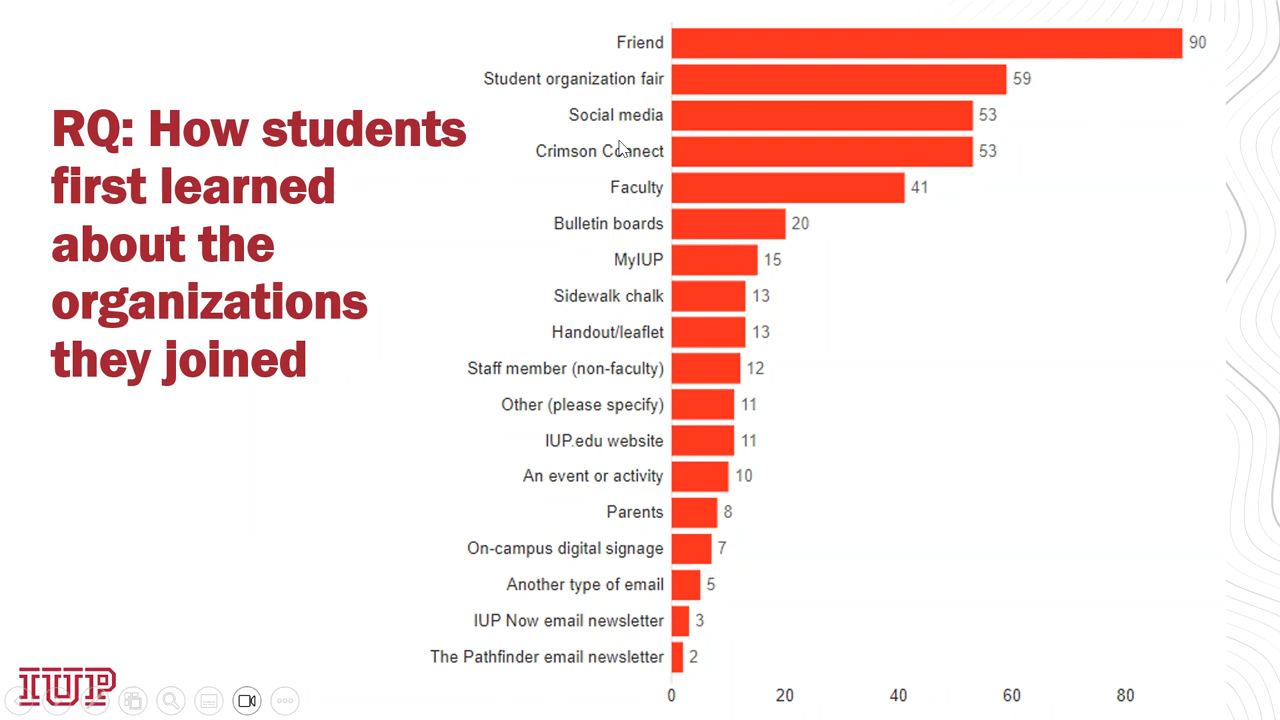 RQ: How students
first learned
about the
organizations
they joined
Friend 90
Student organization fair 59
Social media 53
Crimson Connect 53
Faculty 41
Bulletin boards 20
MyIUP 15
Sidewalk chalk 13
Handout/leaflet 13
Staff member (non-faculty) 12
Other (please specify) 11
IUP.edu website 11
An event or activity 10
Parents 8
On-campus digital signage 7
Another type of email 5
IUP Now email newsletter 3
The Pathfinder email newsletter 2
0 20 40 60 80
IUP